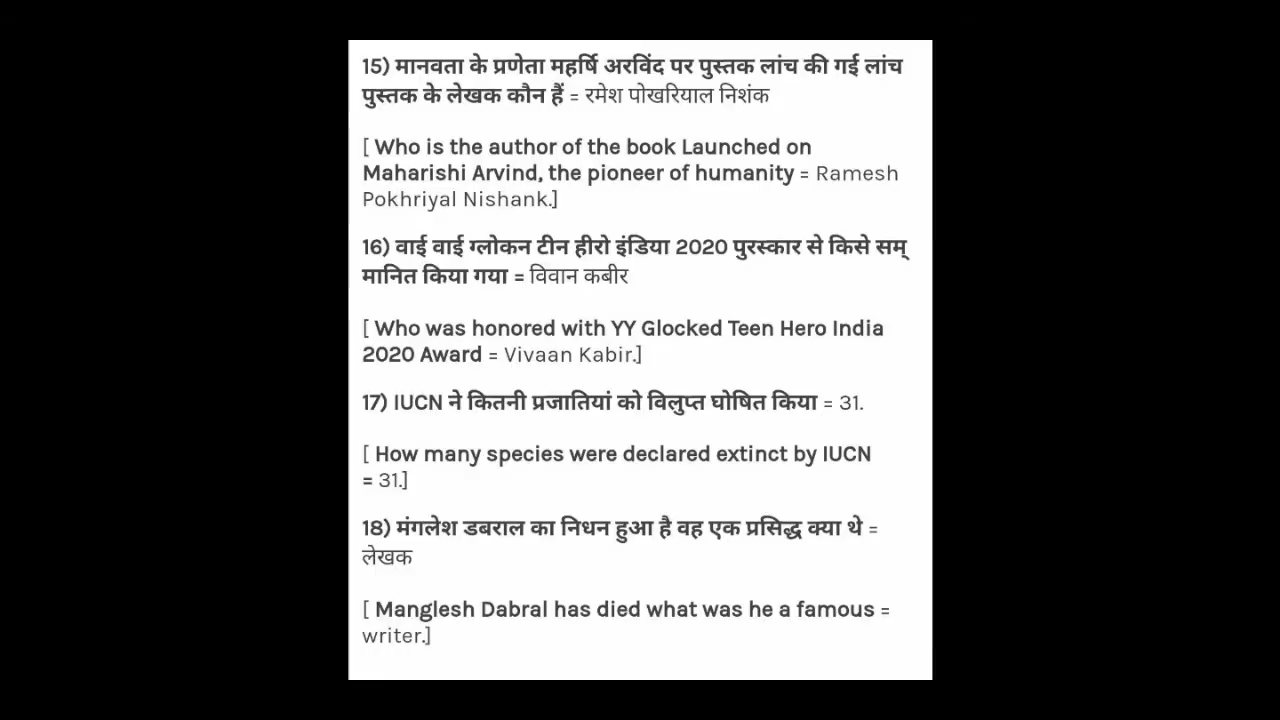 15) मानवता के प्रणेता महर्षि अरविंद पर पुस्तक लांच की गई लांच
पुस्तक के लेखक कौन हैं = रमेश पोखरियाल निशंक
[ Who is the author of the book Launched on
Maharishi Arvind, the pioneer of humanity = Ramesh
Pokhriyal Nishank.]
16) वाई वाई ग्लोकन टीन हीरो इंडिया 2020 पुरस्कार से किसे सम्
मानित किया गया = विवान कबीर
[ Who was honored with YY Glocked Teen Hero India
2020 Award = Vivaan Kabir.]
17) IUCN ने कितनी प्रजातियां को विलुप्त घोषित किया = 31.
[ How many species were declared extinct by IUCN
= 31.]
18) मंगलेश डबराल का निधन हुआ है वह एक प्रसिद्ध क्या थे =
लेखक
[ Manglesh Dabral has died what was he a famous =
writer.]